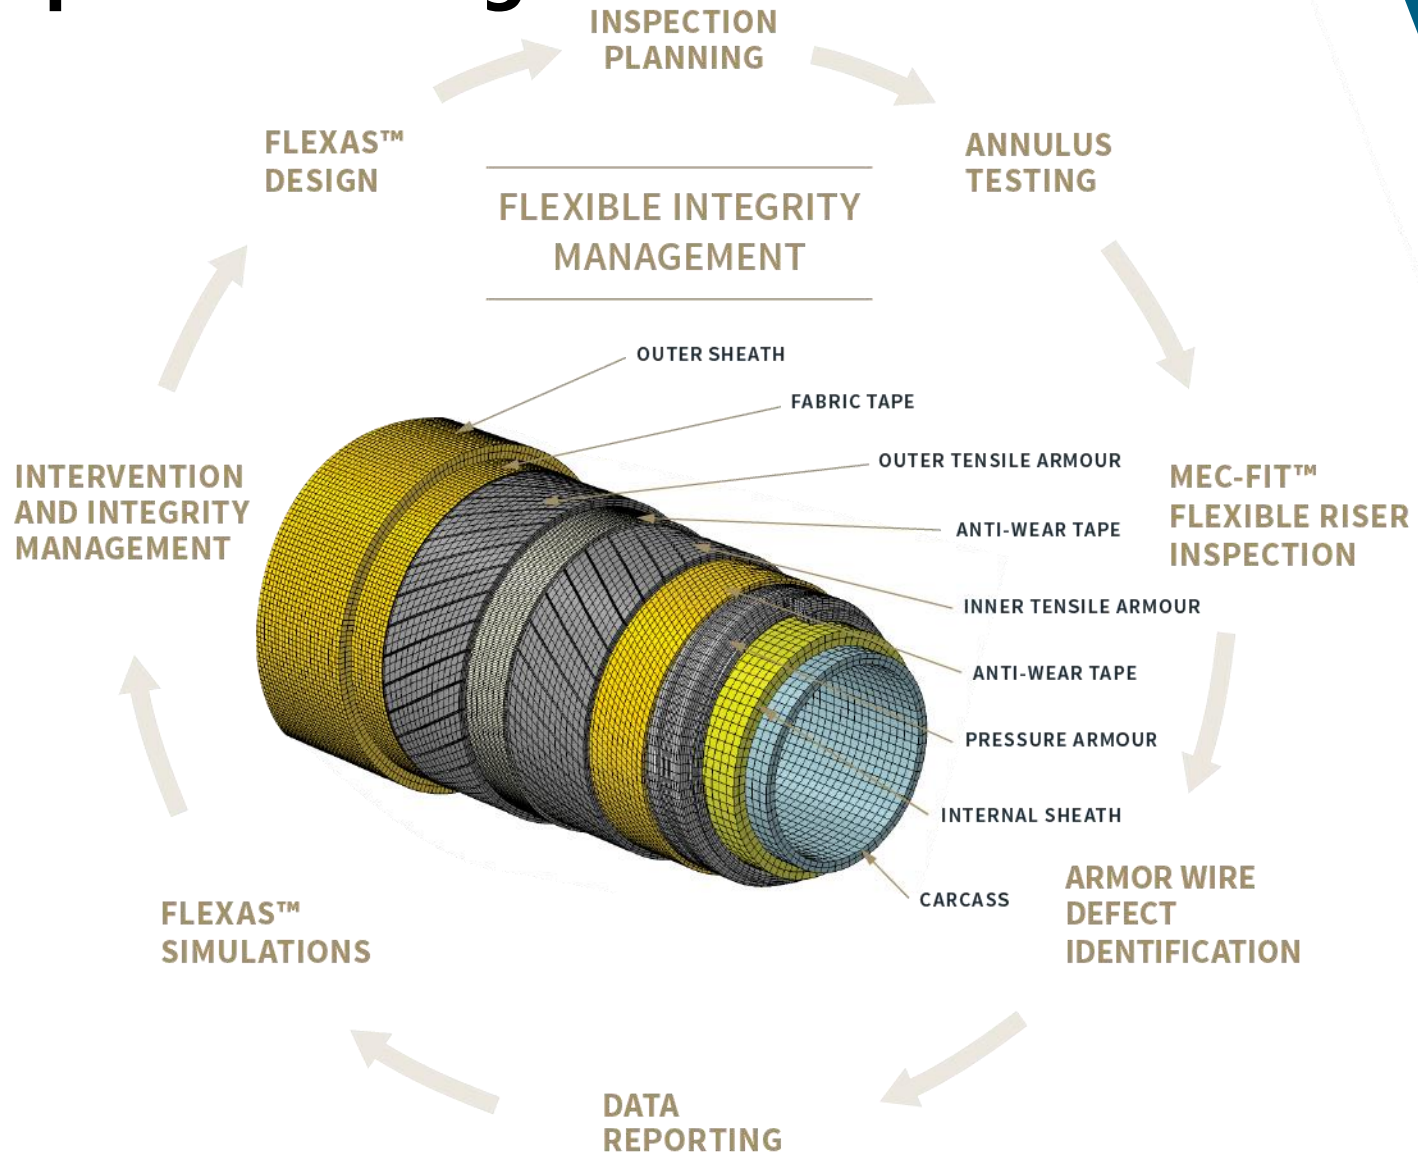 INSPECTION
PLANNING
FLEXAS™
DESIGN
ANNULUS
TESTING
FLEXIBLE INTEGRITY
MANAGEMENT
OUTER SHEATH
FABRIC TAPE
OUTER TENSILE ARMOUR
ANTI-WEAR TAPE
INNER TENSILE ARMOUR
ANTI-WEAR TAPE
PRESSURE ARMOUR
INTERNAL SHEATH
CARCASS
INTERVENTION
AND INTEGRITY
MANAGEMENT
MEC-FIT™
FLEXIBLE RISER
INSPECTION
FLEXAS™
SIMULATIONS
ARMOR WIRE
DEFECT
IDENTIFICATION
DATA
REPORTING